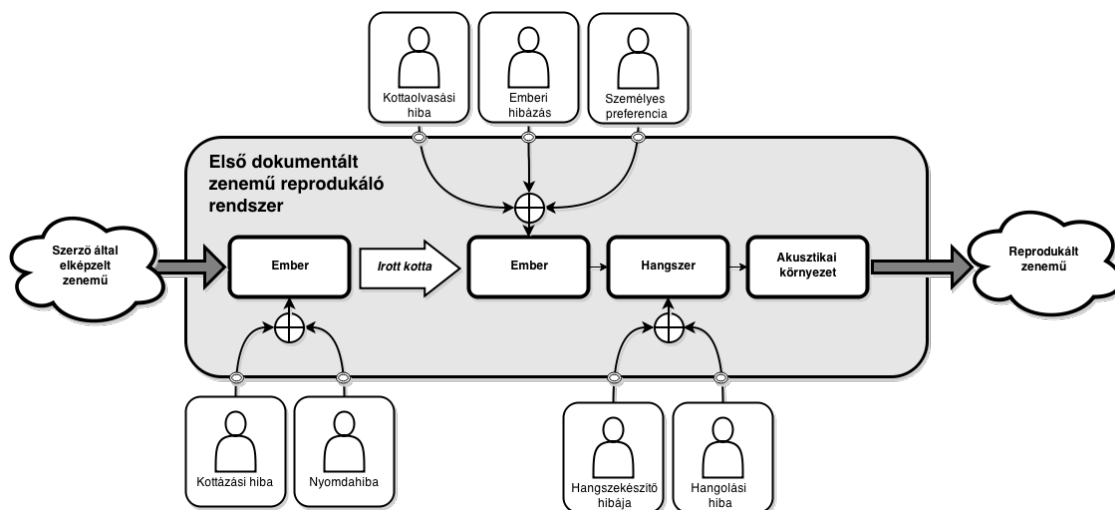 Kottaolvasási
hiba
Emberi
hibázás
Személyes
preferencia
Első dokumentált
zenemű reprodukáló
rendszer
Szerző által
elképzelt
zenemű
Ember
Irott kotta
Ember
Hangszer
Akusztikai
környezet
Reprodukált
zenemű
Kottázási hiba
Nyomdahiba
Hangszekészítő
hibája
Hangolási
hiba